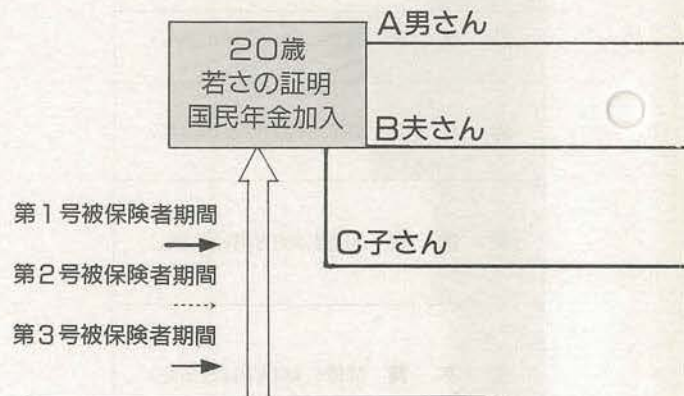 20歳
若さの証明
国民年金加入
A男さん
B夫さん
C子さん
第1号被保険者期間
第2号被保険者期間
第3号被保険者期間